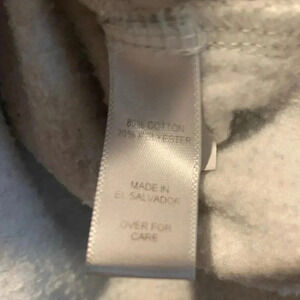 80% COTTON
20% POLYESTER
MADE IN
EL SALVADOR
OVER FOR
CARE